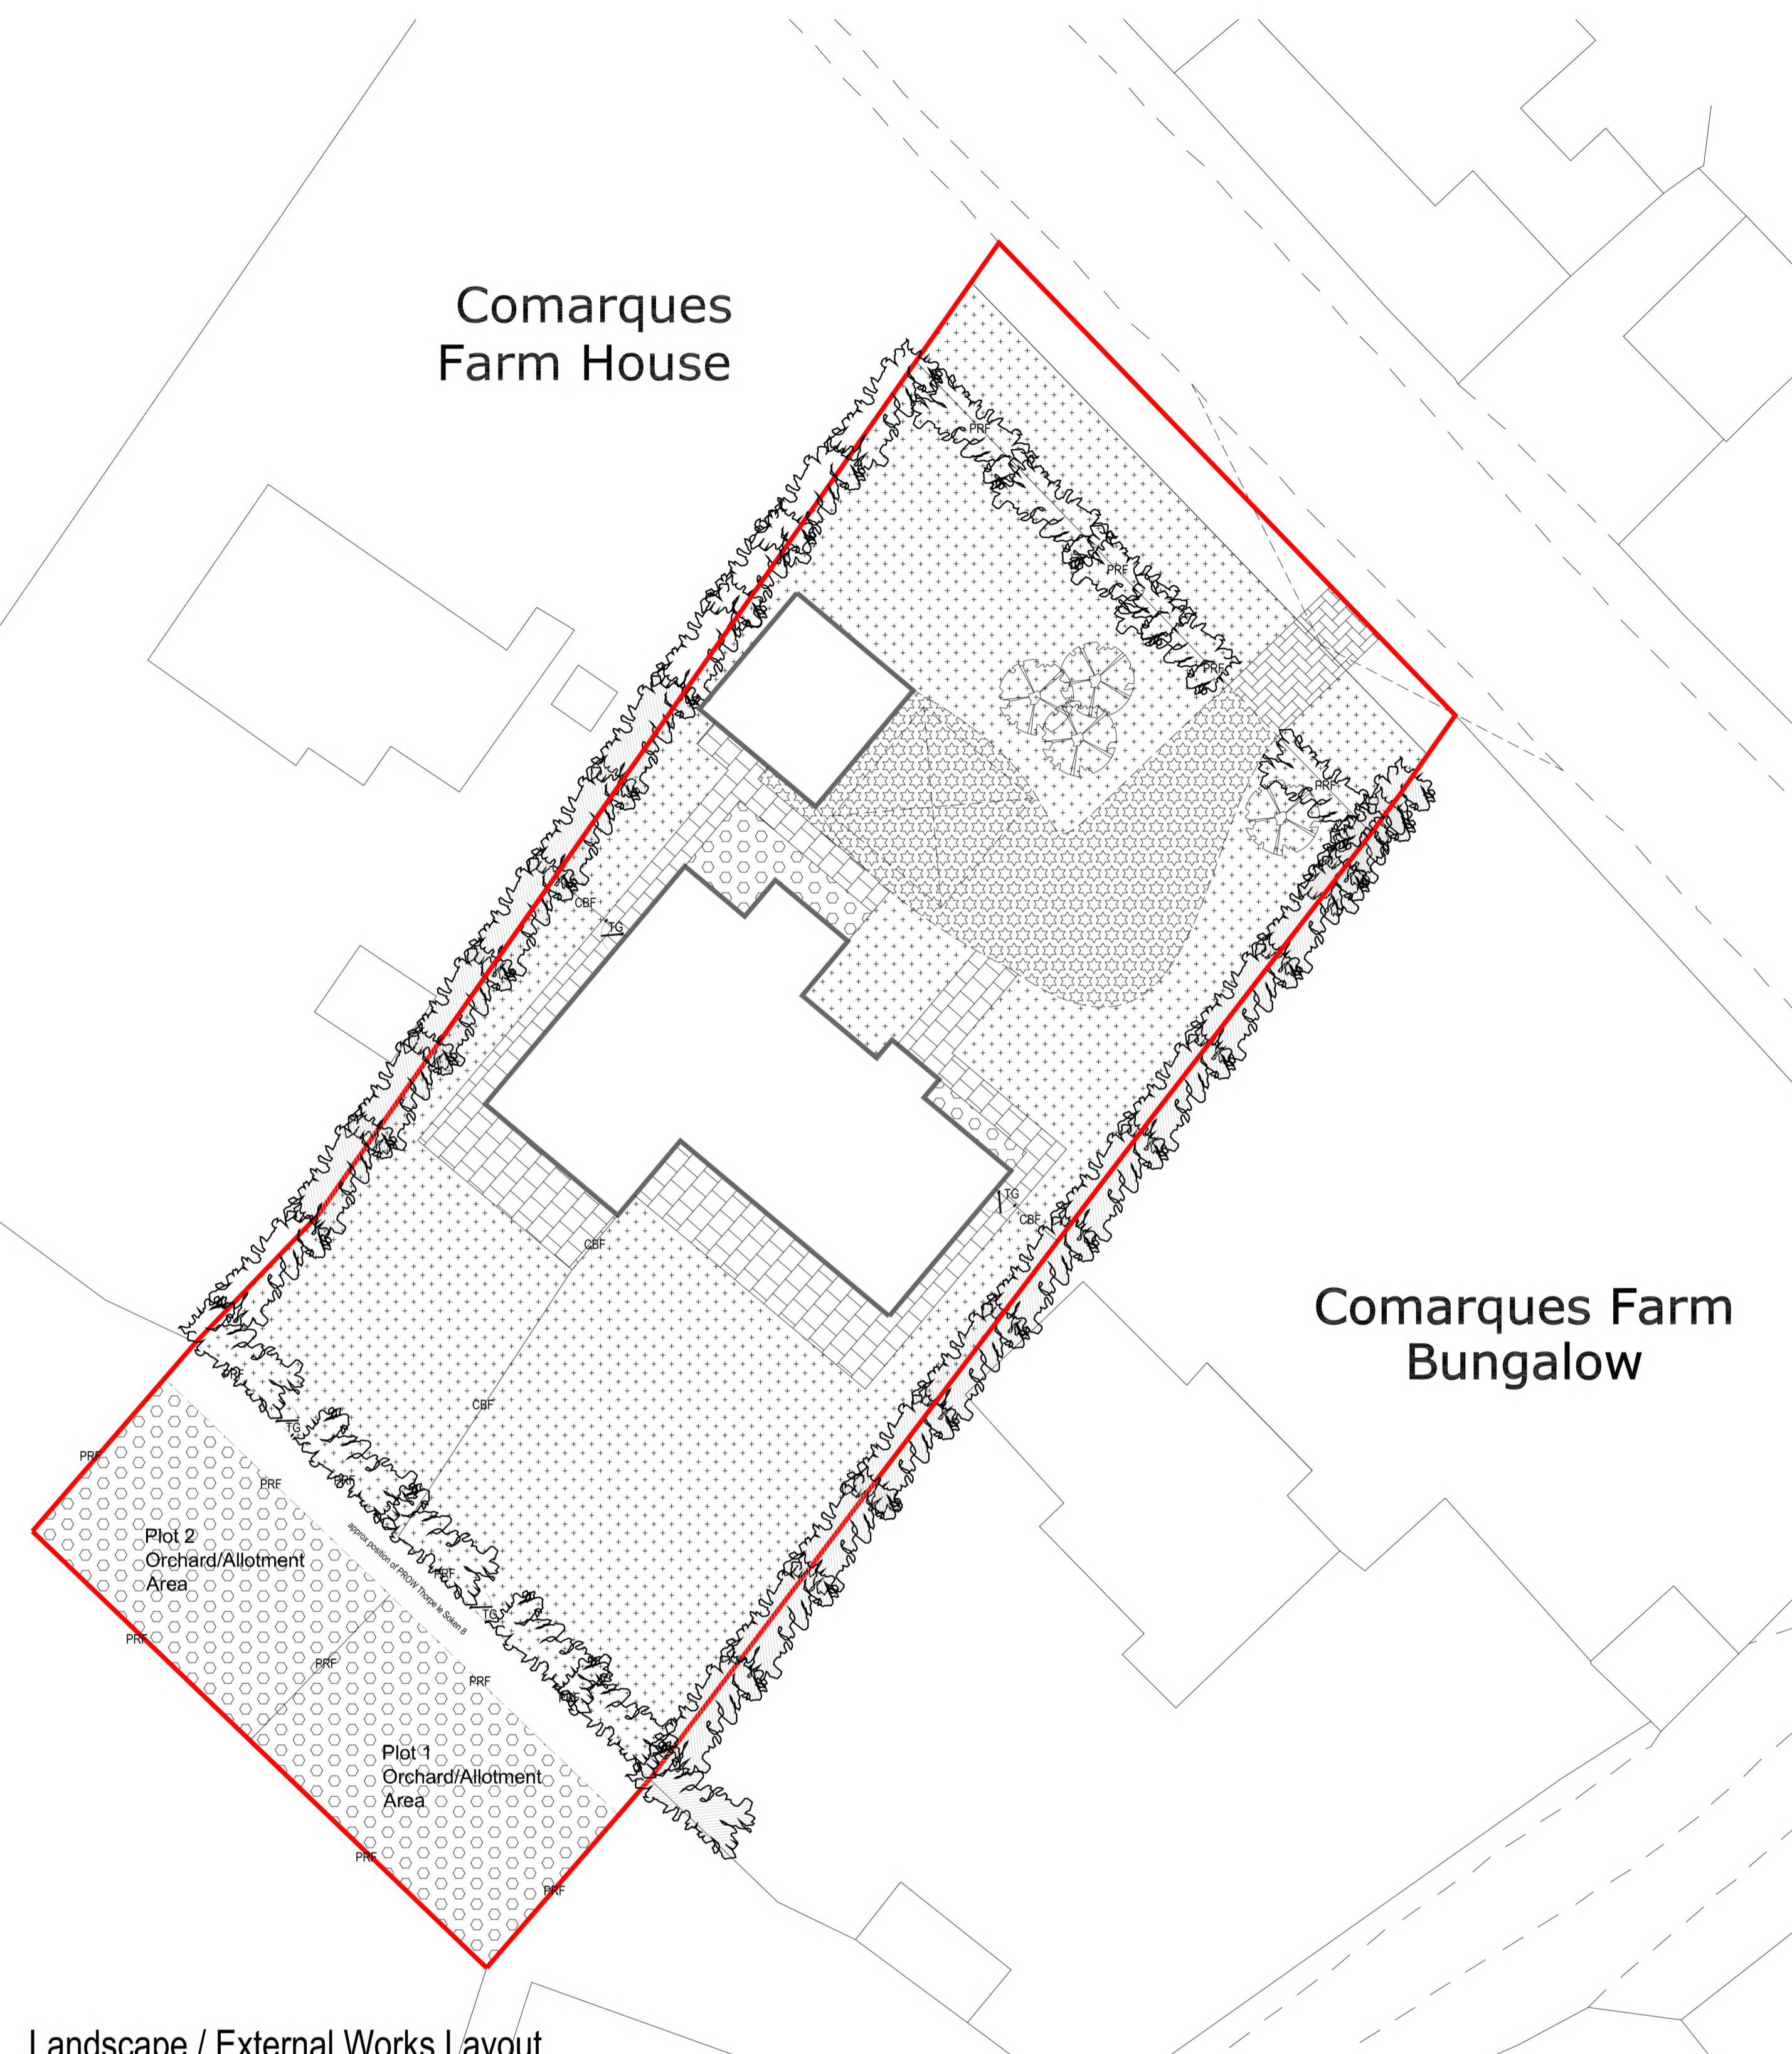 Comarques
Farm House
PRF
PRF
PRF
PRF
CBF
TG
TG
CBF
CBF
Comarques Farm
Bungalow
PRF
CBF
TG
PRF
PRF
PRF
Plot 2
Orchard/Allotment
Area
approx position of PROW Thorpe le Soken 8
PRF
TG
PRF
PRF
PRF
PRF
Plot 1
Orchard/Allotment
Area
PRF
PRF
Landscape / External Works Layout